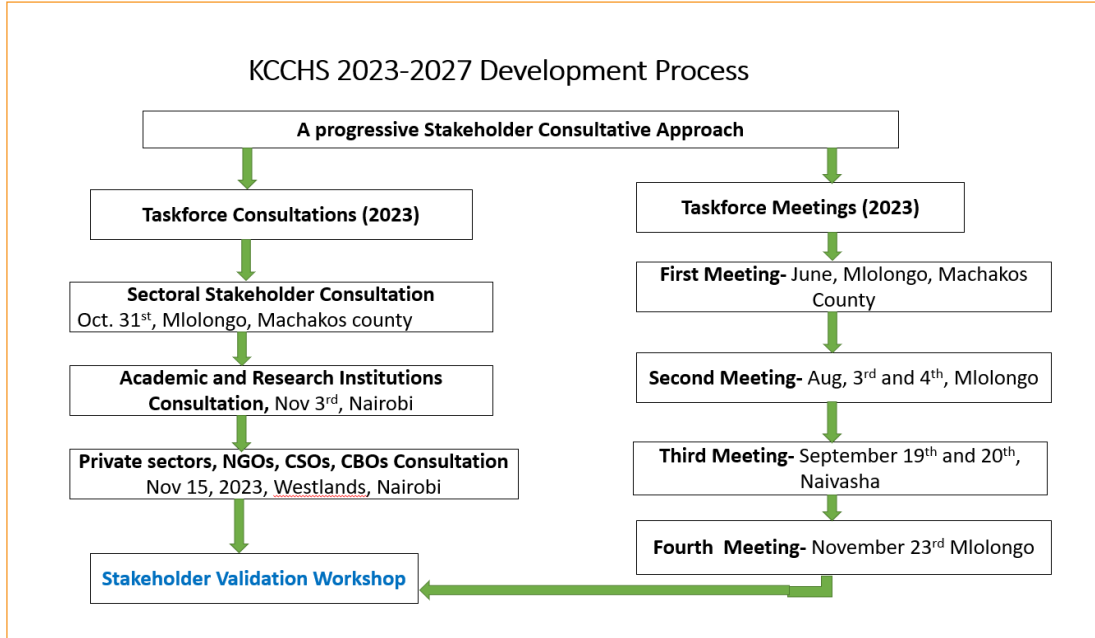 KCCHS 2023-2027 Development Process
A progressive Stakeholder Consultative Approach
Taskforce Consultations (2023)
Sectoral Stakeholder Consultation
Oct. 31st, Mlolongo, Machakos county
Academic and Research Institutions
Consultation, Nov 3rd, Nairobi
Private sectors, NGOs, CSOs, CBOs Consultation
Nov 15, 2023, Westlands, Nairobi
Stakeholder Validation Workshop
Taskforce Meetings (2023)
First Meeting- June, Mlolongo, Machakos
County
Second Meeting- Aug, 3rd and 4th, Mlolongo
Third Meeting- September 19th and 20th,
Naivasha
Fourth  Meeting- November 23rd Mlolongo